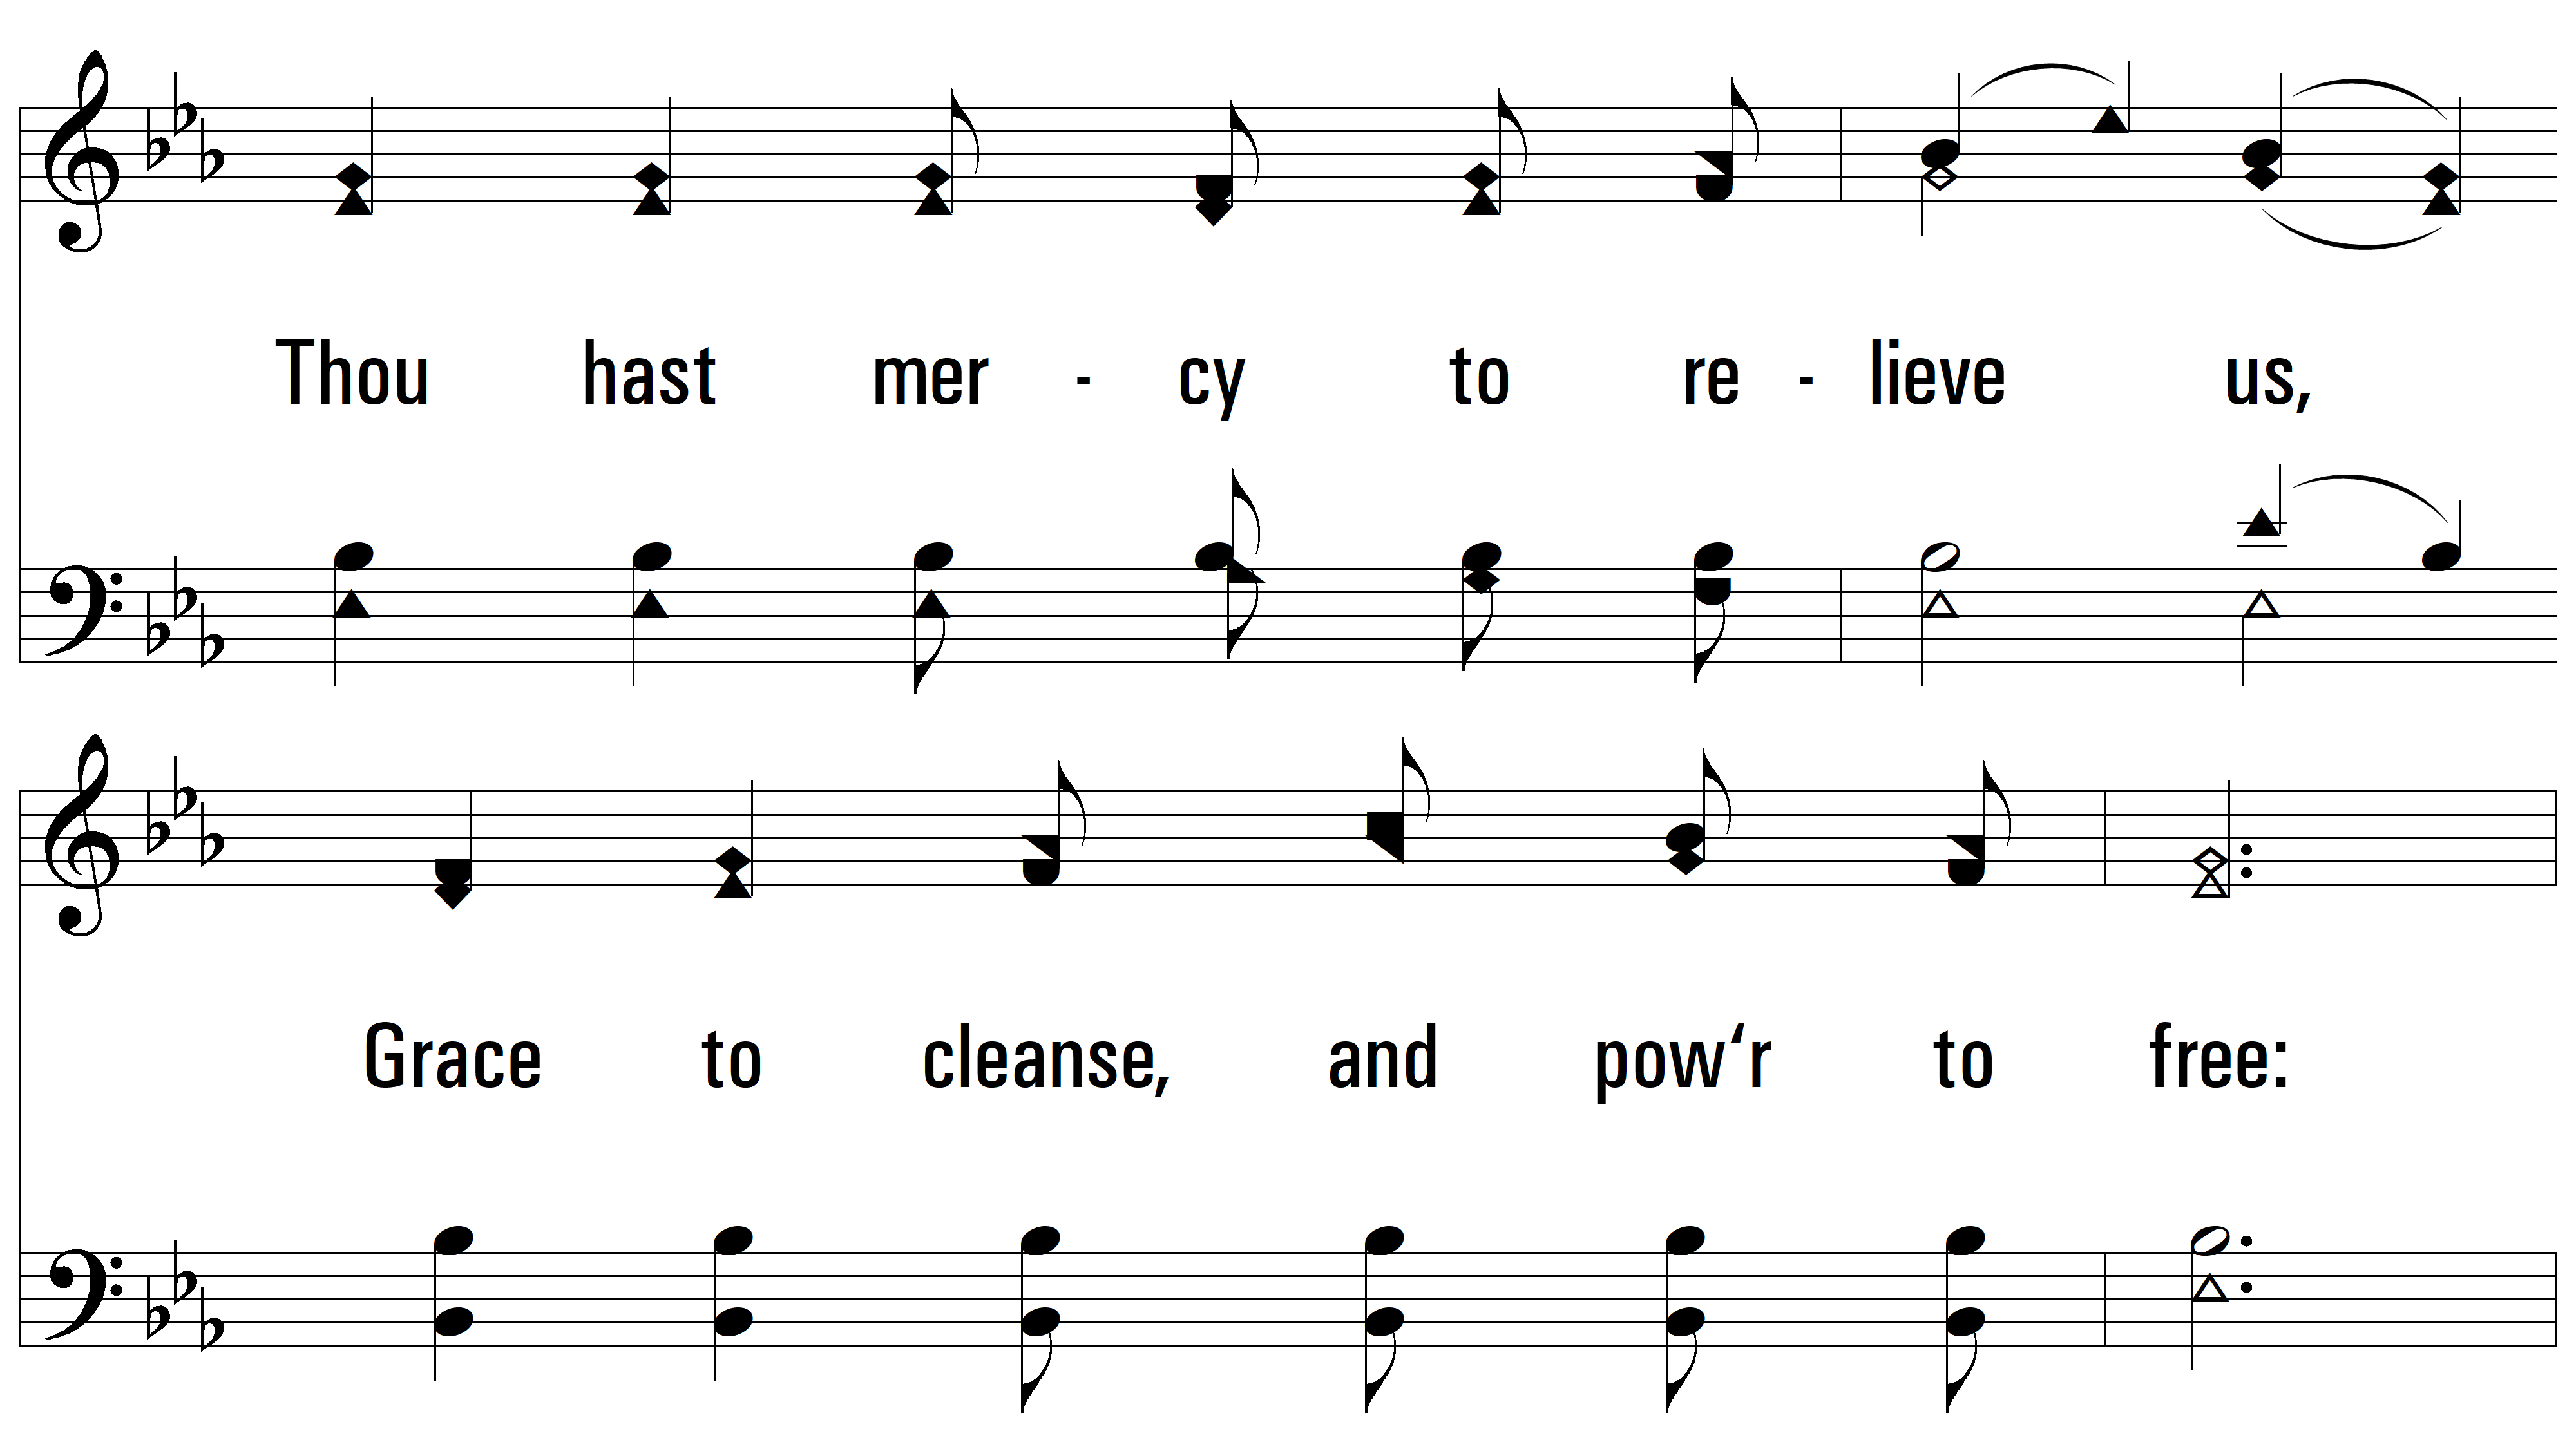 Thou hast mer - cy to re - lieve us,
Grace to cleanse, and pow‘r to free: